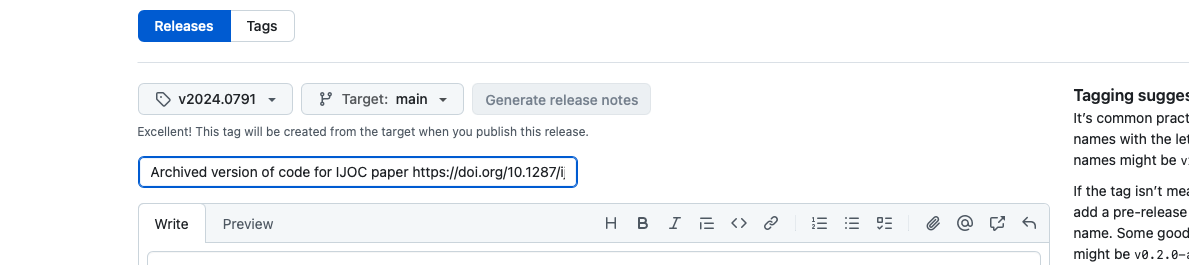 Releases Tags
v2024.0791 Target: main Generate release notes
Excellent! This tag will be created from the target when you publish this release.
Archived version of code for IJOC paper https://doi.org/10.1287/ij
Write Preview
Tagging sugges
It's common pract
names with the let
names might be v
If the tag isn't mea
add a pre-release
name. Some good
might be v0.2.0-a